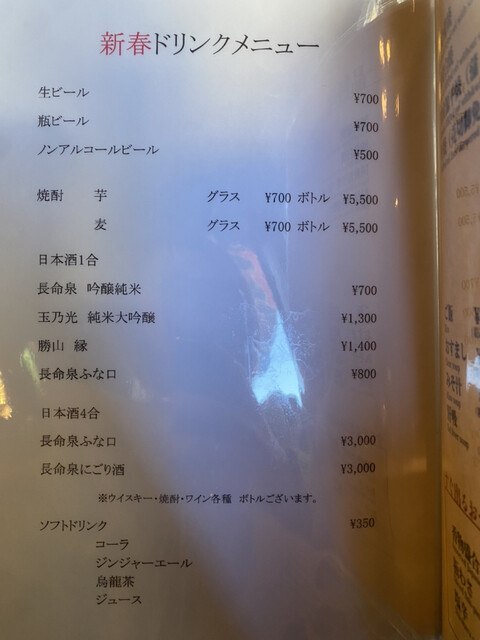 新春ドリンクメニュー
生ビール ¥700
瓶ビール ¥700
ノンアルコールビール ¥500
焼酎 芋 グラス ¥700 ボトル ¥5,500
麦 グラス ¥700 ボトル ¥5,500
日本酒1合
長命泉 吟醸純米 ¥700
玉乃光 純米大吟醸 ¥1,300
勝山 縁 ¥1,400
長命泉ふな口 ¥800
日本酒4合
長命泉ふな口 ¥3,000
長命泉にごり酒 ¥3,000
※ウイスキー・焼酎・ワイン各種 ボトルございます。
ソフトドリンク ¥350
コーラ
ジンジャーエール
烏龍茶
ジュース
おすまし
みそ汁